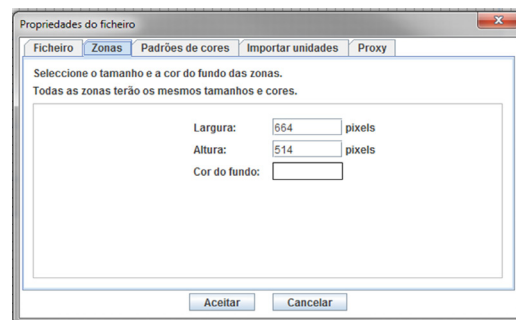 Propriedades do ficheiro
Ficheiro Zonas Padrões de cores Importar unidades Proxy
Seleccione o tamanho e a cor do fundo das zonas.
Todas as zonas terão os mesmos tamanhos e cores.
Largura: 664 pixels
Altura: 514 pixels
Cor do fundo:
Aceitar Cancelar